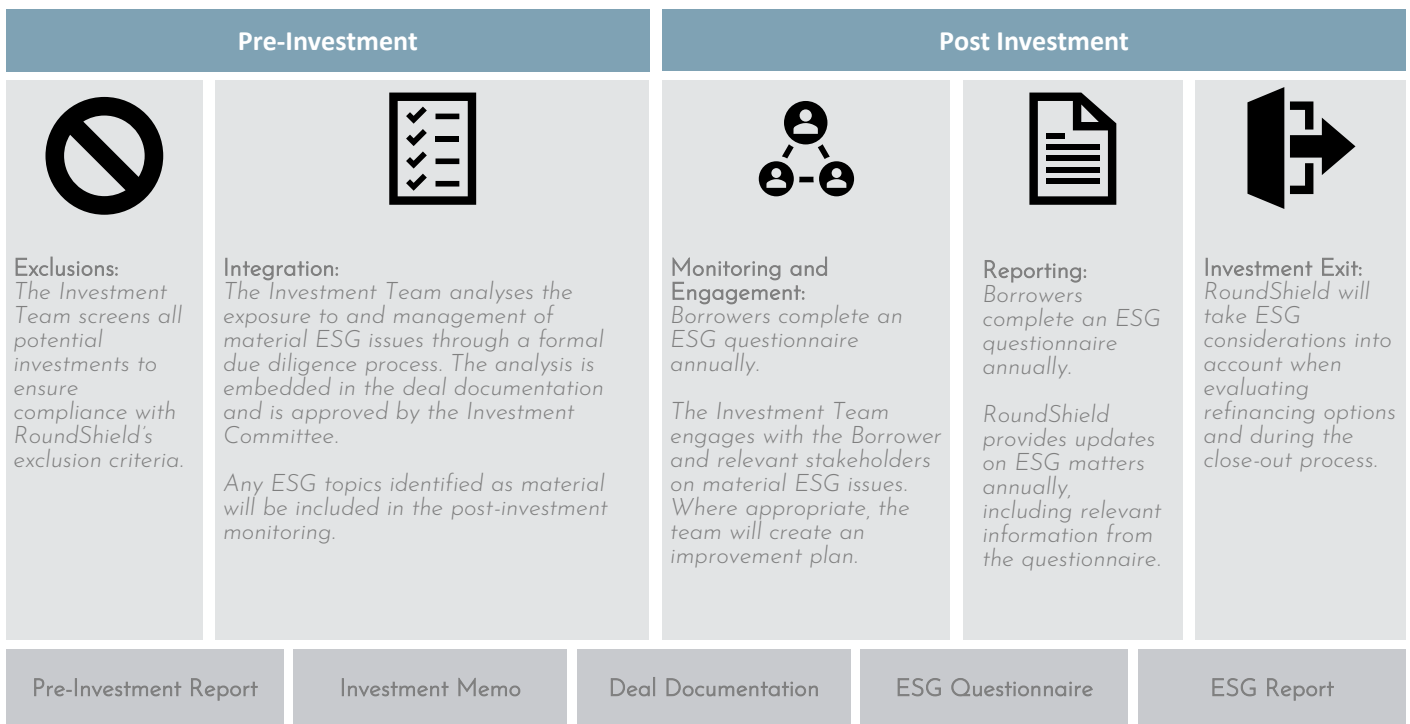 Pre-Investment
Post Investment
Exclusions:
The Investment
Team screens all
potential
investments to
ensure
compliance with
RoundShield's
exclusion criteria.
Integration:
The Investment Team analyses the
exposure to and management of
material ESG issues through a formal
due diligence process. The analysis is
embedded in the deal documentation
and is approved by the Investment
Committee.
Any ESG topics identified as material
will be included in the post-investment
monitoring.
Monitoring and
Engagement:
Borrowers complete an
ESG questionnaire
annually.
The Investment Team
engages with the Borrower
and relevant stakeholders
on material ESG issues.
Where appropriate, the
team will create an
improvement plan.
Reporting:
Borrowers
complete an ESG
questionnaire
annually.
RoundShield
provides updates
on ESG matters
annually,
including relevant
information from
the questionnaire.
Investment Exit:
RoundShield will
take ESG
considerations into
account when
evaluating
refinancing options
and during the
close-out process.
Pre-Investment Report
Investment Memo
Deal Documentation
ESG Questionnaire
ESG Report